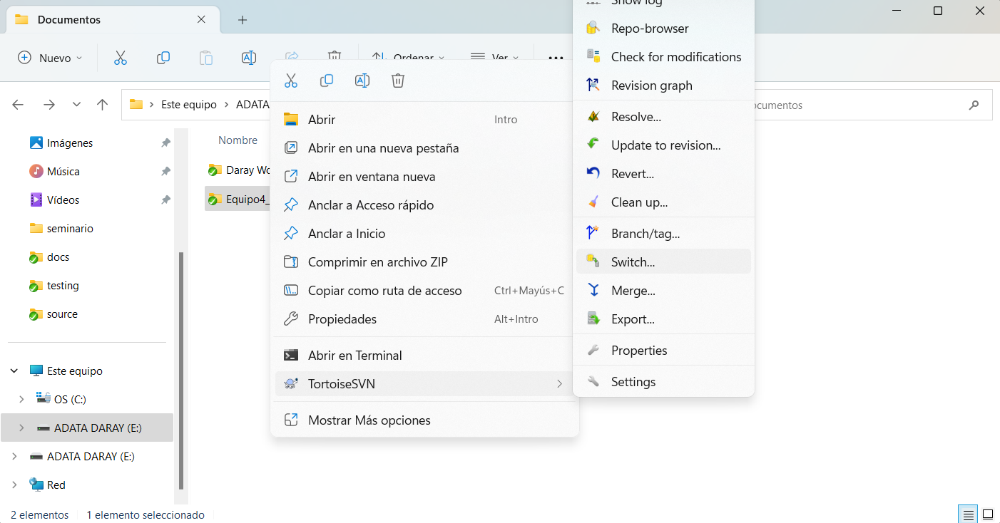 Documentos
Nuevo
Ordenar
Ver
Este equipo
ADATA
ocumentos
Imágenes
Música
Vídeos
seminario
docs
testing
source
Este equipo
OS (C:)
ADATA DARAY (E:)
ADATA DARAY (E:)
Red
Nombre
Daray Wo
Equipo4_
Abrir Intro
Abrir en una nueva pestaña
Abrir en ventana nueva
Anclar a Acceso rápido
Anclar a Inicio
Comprimir en archivo ZIP
Copiar como ruta de acceso Ctrl+Mayús+C
Propiedades Alt+Intro
Abrir en Terminal
TortoiseSVN
Mostrar Más opciones
Show log
Repo-browser
Check for modifications
Revision graph
Resolve...
Update to revision...
Revert...
Clean up...
Branch/tag...
Switch...
Merge...
Export...
Properties
Settings
2 elementos 1 elemento seleccionado